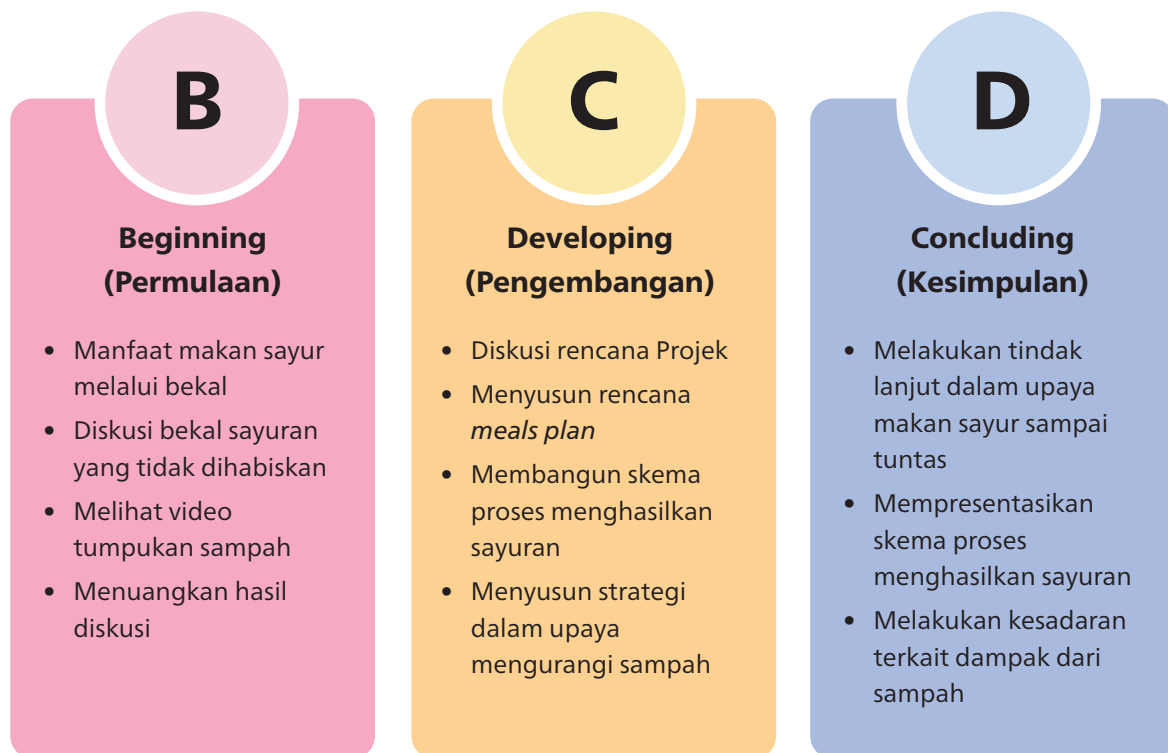 B
Beginning
(Permulaan)
• Manfaat makan sayur
melalui bekal
• Diskusi bekal sayuran
yang tidak dihabiskan
• Melihat video
tumpukan sampah
• Menuangkan hasil
diskusi
C
Developing
(Pengembangan)
• Diskusi rencana Projek
• Menyusun rencana
meals plan
• Membangun skema
proses menghasilkan
sayuran
• Menyusun strategi
dalam upaya
mengurangi sampah
D
Concluding
(Kesimpulan)
• Melakukan tindak
lanjut dalam upaya
makan sayur sampai
tuntas
• Mempresentasikan
skema proses
menghasilkan sayuran
• Melakukan kesadaran
terkait dampak dari
sampah